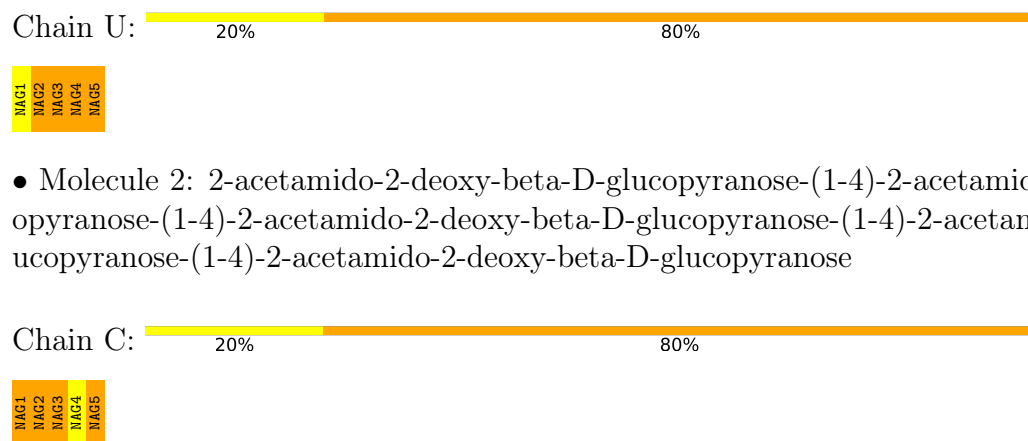 Chain U:
20% 80%
NAG1 NAG2 NAG3 NAG4 NAG5
• Molecule 2: 2-acetamido-2-deoxy-beta-D-glucopyranose-(1-4)-2-acetamid
opyranose-(1-4)-2-acetamido-2-deoxy-beta-D-glucopyranose-(1-4)-2-acetam
ucopyranose-(1-4)-2-acetamido-2-deoxy-beta-D-glucopyranose
Chain C:
20% 80%
NAG1 NAG2 NAG3 NAG4 NAG5